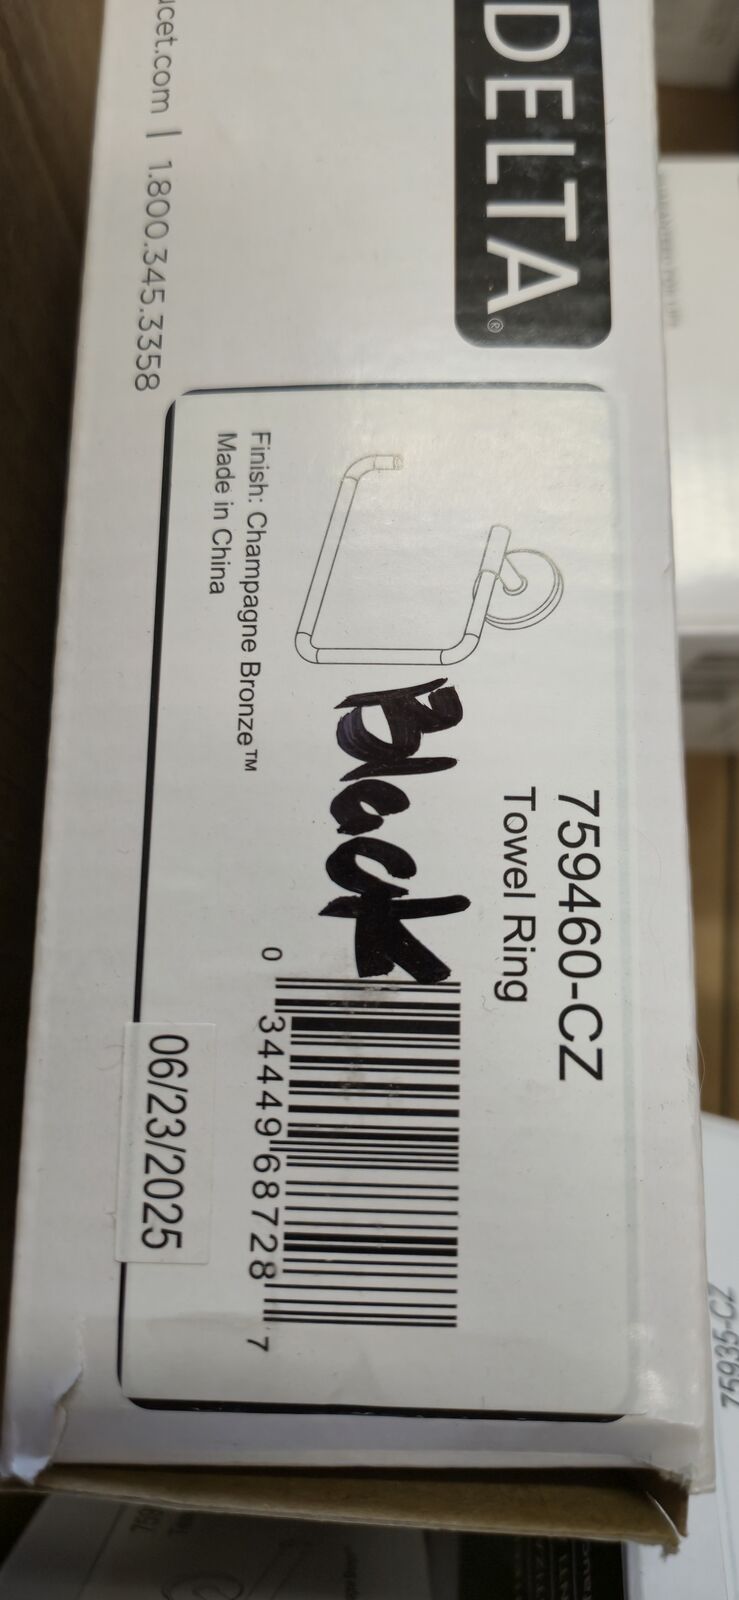 DELTA®
ucet.com | 1.800.345.3358
759460-CZ
Towel Ring
Black
Finish: Champagne Bronze™
Made in China
0 34449 68728 7
06/23/2025
75935-CZ